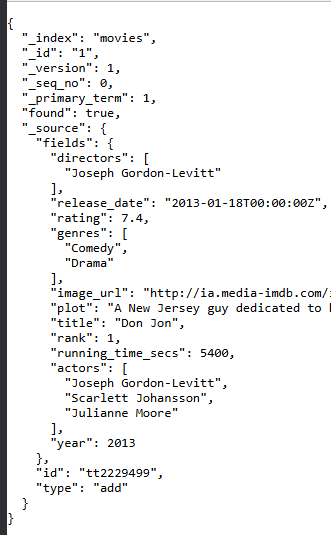 {
  "_index": "movies",
  "_id": "1",
  "_version": 1,
  "_seq_no": 0,
  "_primary_term": 1,
  "found": true,
  "_source": {
    "fields": {
      "directors": [
        "Joseph Gordon-Levitt"
      ],
      "release_date": "2013-01-18T00:00:00Z",
      "rating": 7.4,
      "genres": [
        "Comedy",
        "Drama"
      ],
      "image_url": "http://ia.media-imdb.com/
      "plot": "A New Jersey guy dedicated to
      "title": "Don Jon",
      "rank": 1,
      "running_time_secs": 5400,
      "actors": [
        "Joseph Gordon-Levitt",
        "Scarlett Johansson",
        "Julianne Moore"
      ],
      "year": 2013
    },
    "id": "tt2229499",
    "type": "add"
  }
}